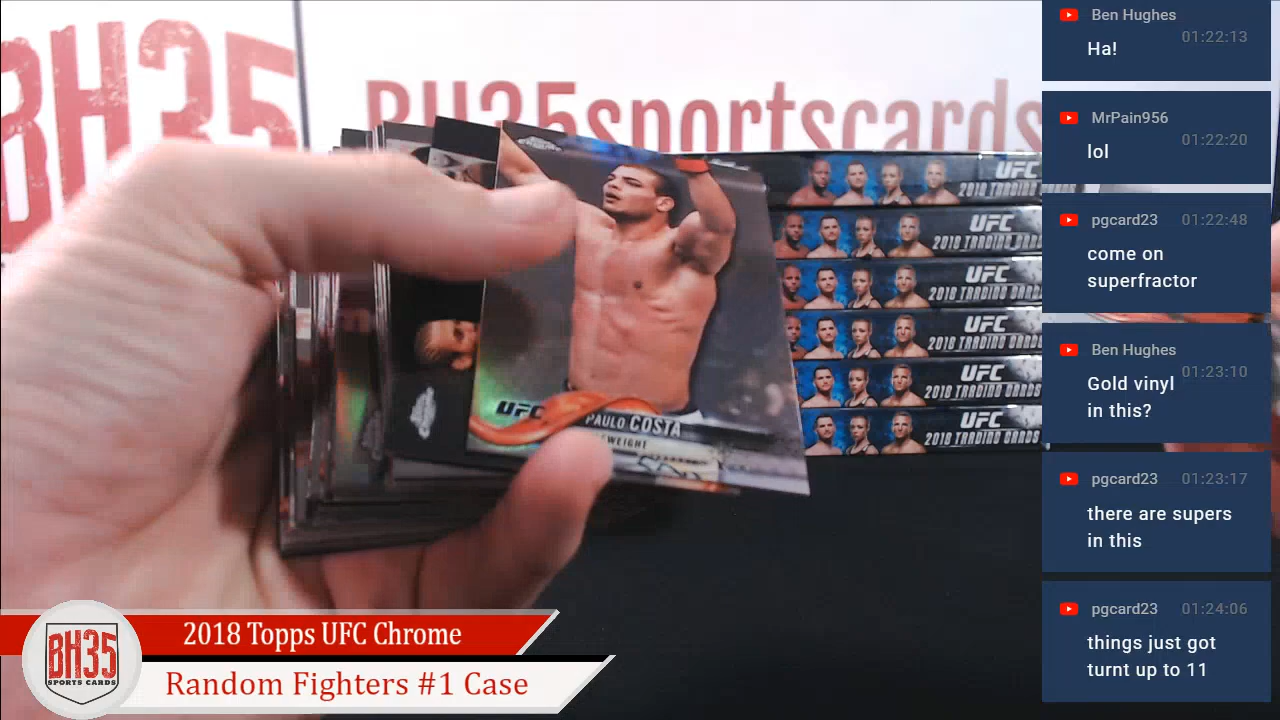 BH35
BH35sportscards
UFC
2018 TRADING CARDS
UFC
2018 TRADING CARDS
UFC
2018 TRADING CARDS
UFC
2018 TRADING CARDS
UFC
2018 TRADING CARDS
UFC
2018 TRADING CARDS
UFC
PAULO COSTA
Ben Hughes
01:22:13
Ha!
MrPain956
01:22:20
lol
pgcard23
01:22:48
come on
superfractor
Ben Hughes
01:23:10
Gold vinyl
in this?
pgcard23
01:23:17
there are supers
in this
pgcard23
01:24:06
things just got
turnt up to 11
BH35
SPORTS CARDS
2018 Topps UFC Chrome
Random Fighters #1 Case